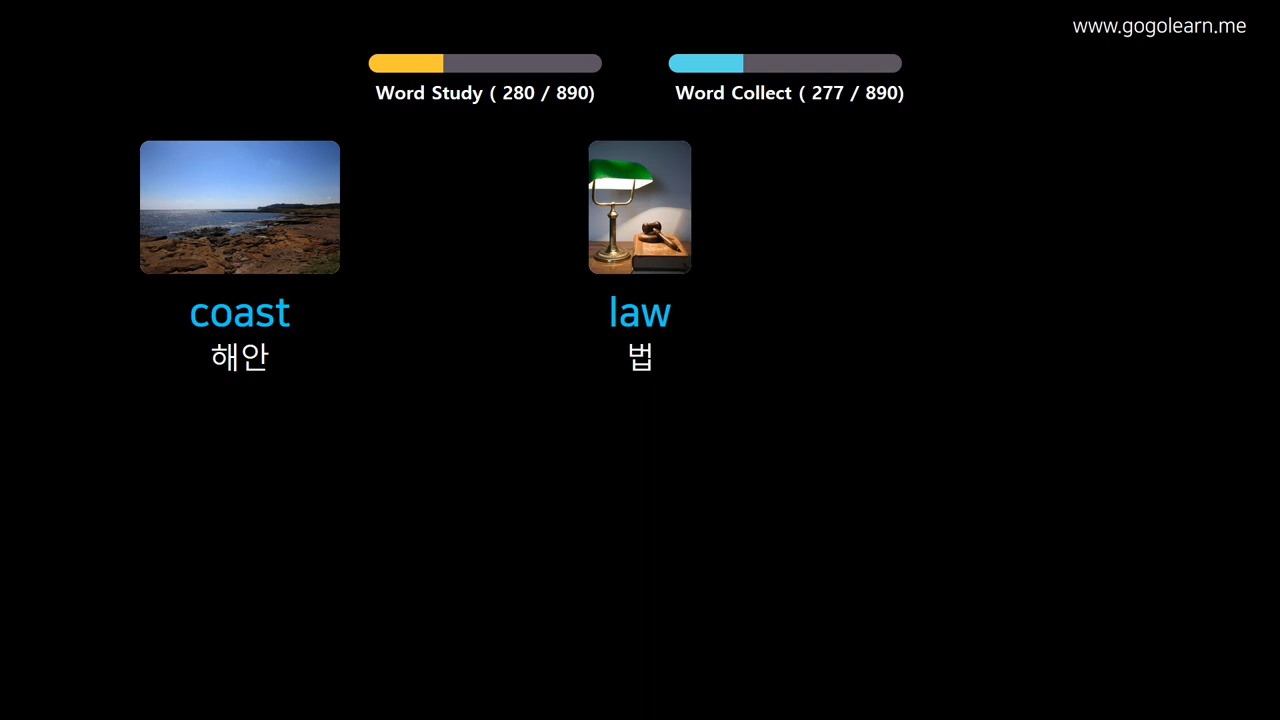 www.gogolearn.me
Word Study ( 280 / 890)
Word Collect ( 277 / 890)
coast
해안
law
법